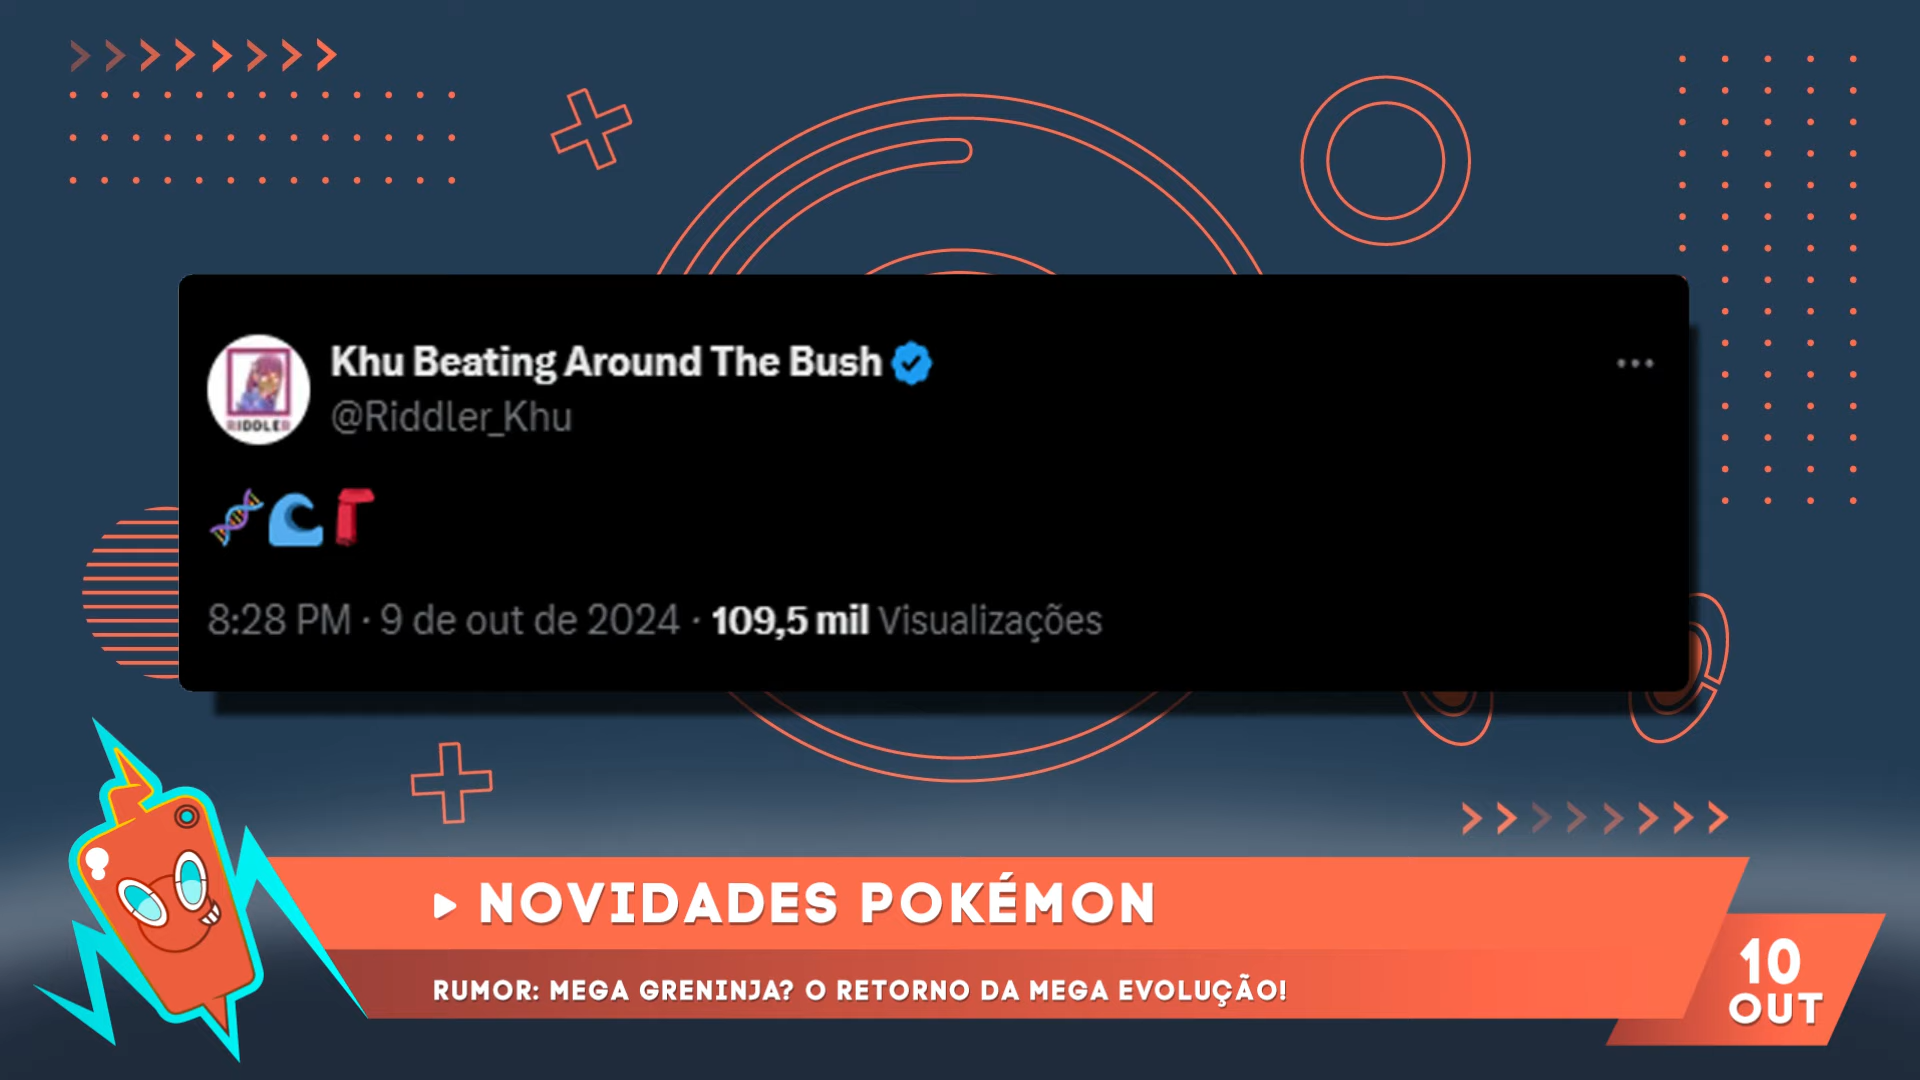 Khu Beating Around The Bush
@Riddler_Khu
RIDDLER
🧬🌊🧣
8:28 PM · 9 de out de 2024 · 109,5 mil Visualizações
NOVIDADES POKÉMON
RUMOR: MEGA GRENINJA? O RETORNO DA MEGA EVOLUÇÃO!
10
OUT